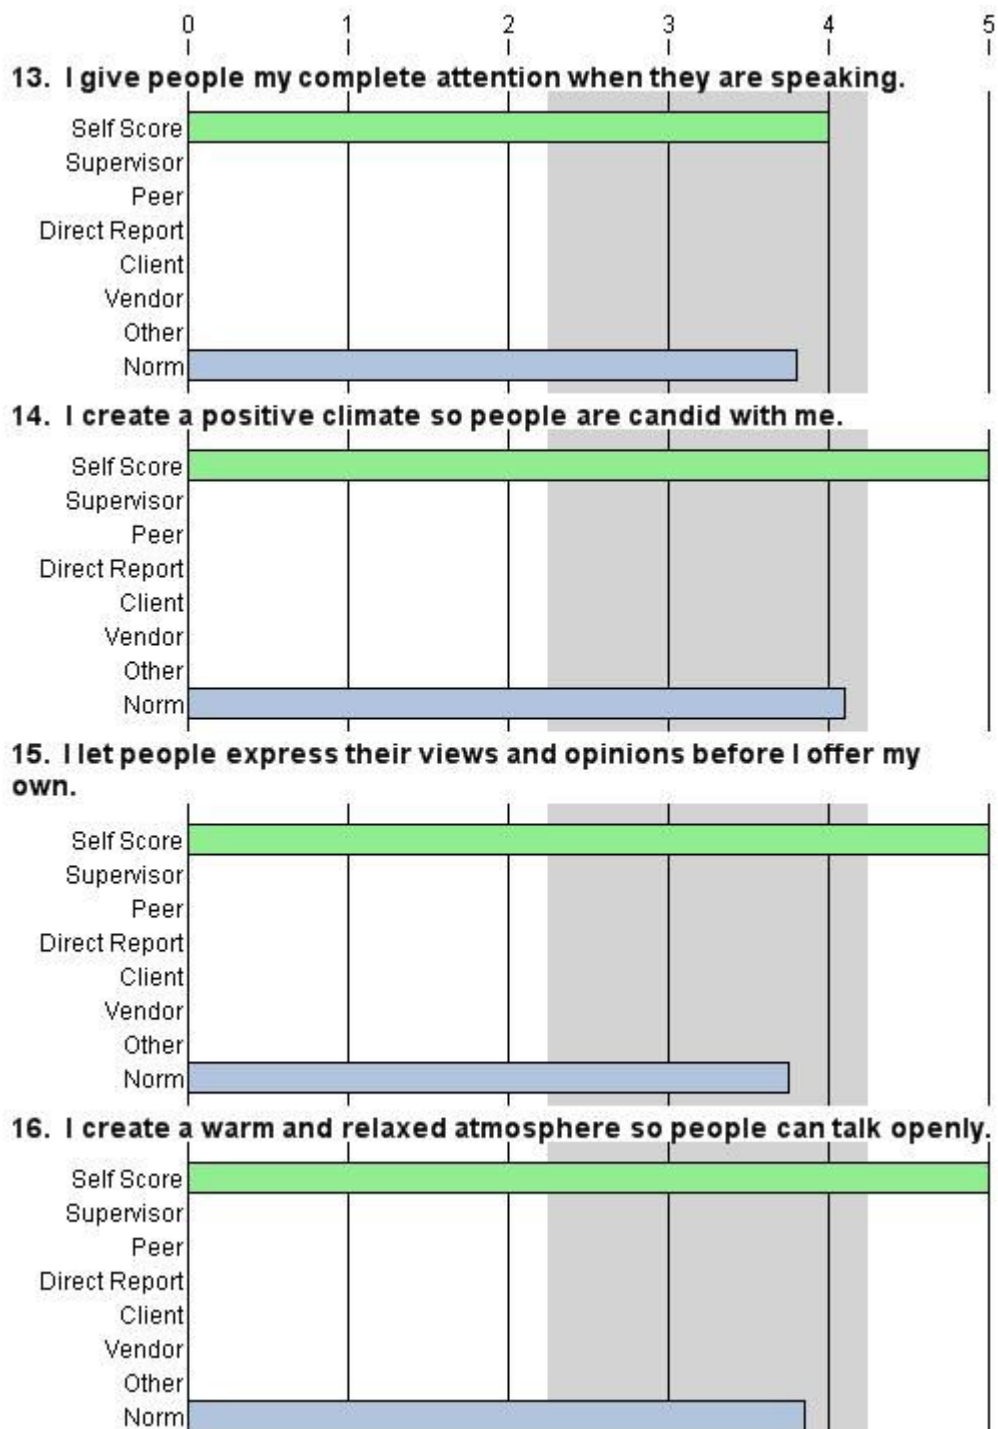 0 1 2 3 4 5
13. I give people my complete attention when they are speaking.
Self Score
Supervisor
Peer
Direct Report
Client
Vendor
Other
Norm
14. I create a positive climate so people are candid with me.
Self Score
Supervisor
Peer
Direct Report
Client
Vendor
Other
Norm
15. I let people express their views and opinions before I offer my
own.
Self Score
Supervisor
Peer
Direct Report
Client
Vendor
Other
Norm
16. I create a warm and relaxed atmosphere so people can talk openly.
Self Score
Supervisor
Peer
Direct Report
Client
Vendor
Other
Norm